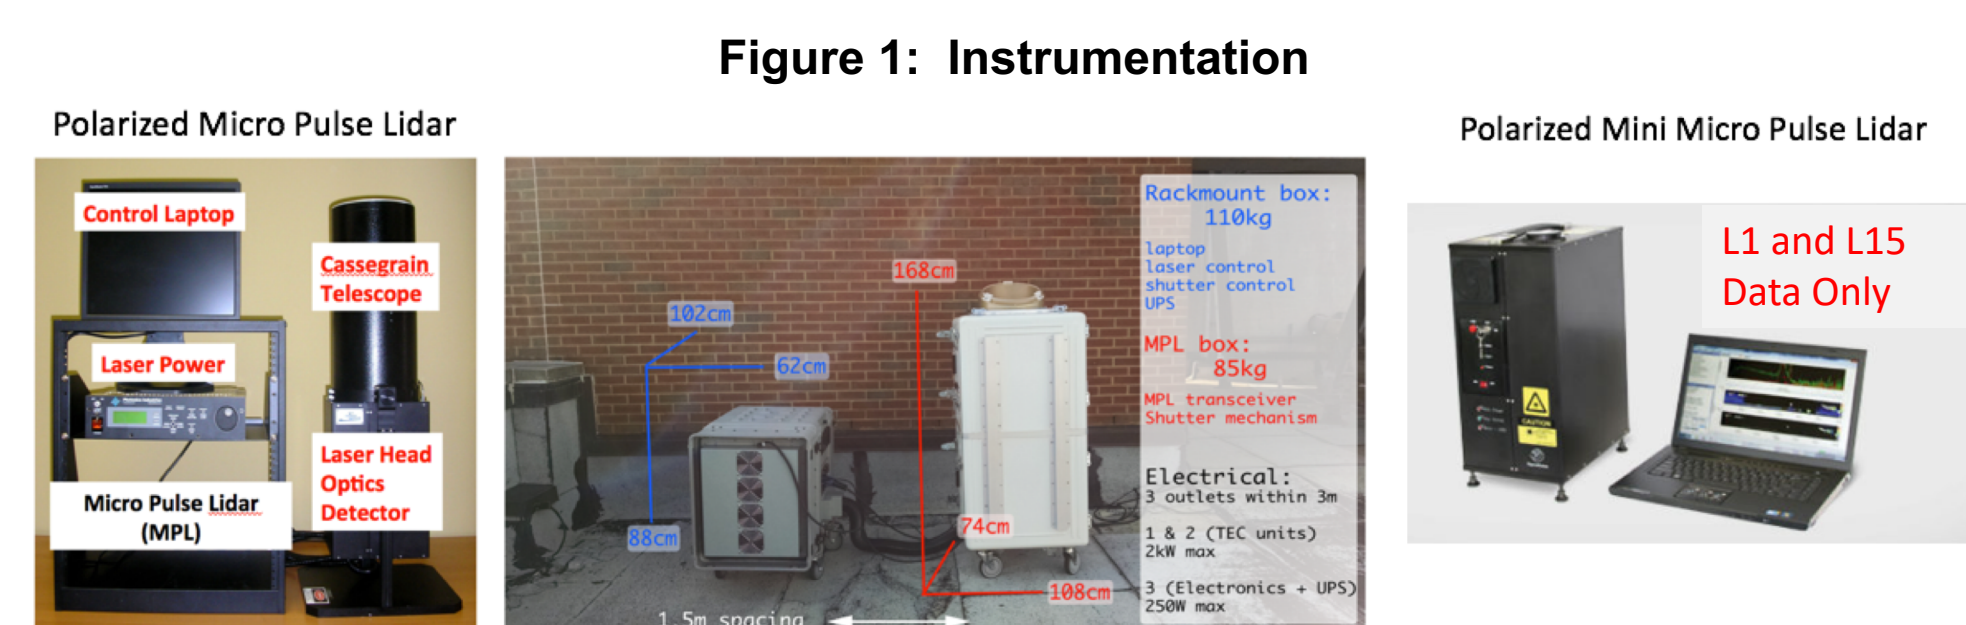 Figure 1: Instrumentation
Polarized Micro Pulse Lidar
Control Laptop
Cassegrain
Telescope
Laser Power
Laser Head
Optics
Detector
Micro Pulse Lidar
(MPL)
168cm
102cm
62cm
88cm
74cm
108cm
1.5m spacing
Rackmount box:
110kg
laptop
laser control
shutter control
UPS
MPL box:
85kg
MPL transceiver
Shutter mechanism
Electrical:
3 outlets within 3m
1 & 2 (TEC units)
2kW max
3 (Electronics + UPS)
250W max
Polarized Mini Micro Pulse Lidar
L1 and L15
Data Only
CAUTION